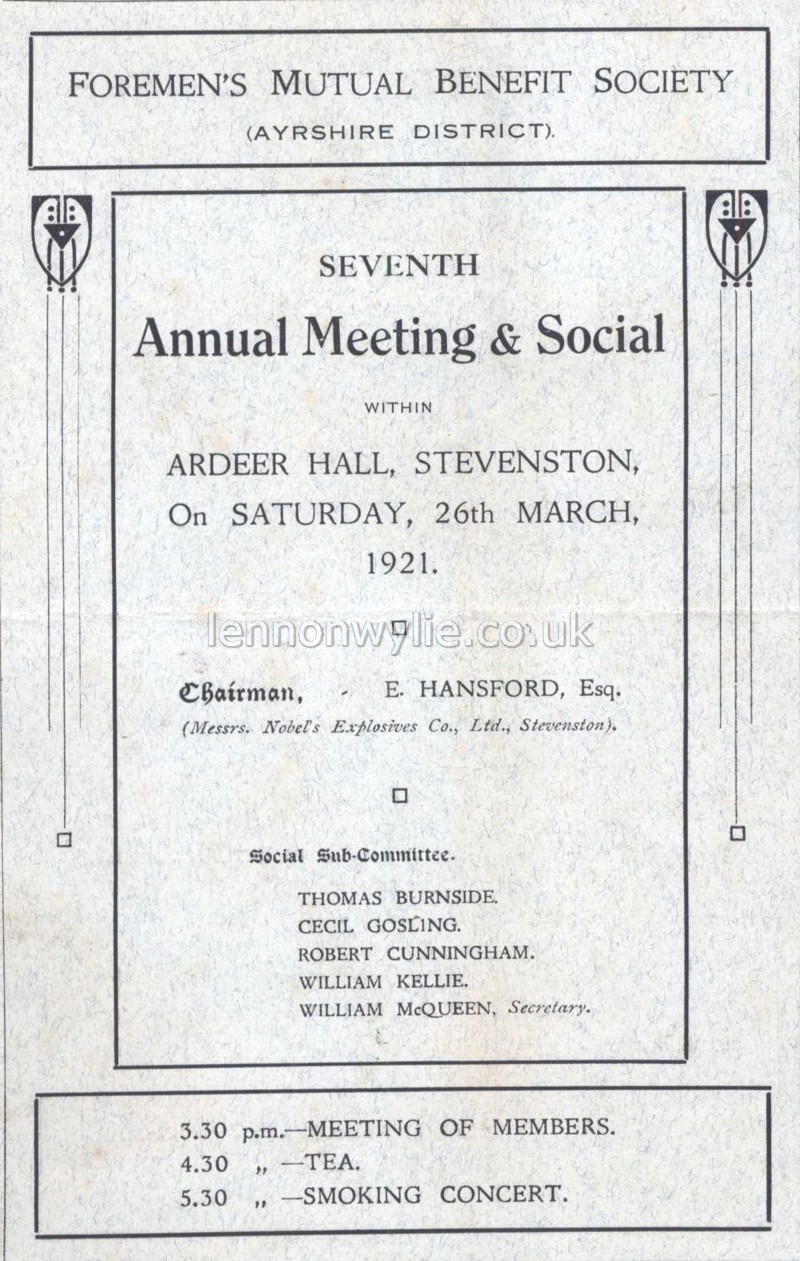 FOREMEN'S MUTUAL BENEFIT SOCIETY
(AYRSHIRE DISTRICT).
SEVENTH
Annual Meeting & Social
WITHIN
ARDEER HALL, STEVENSTON,
On SATURDAY, 26th MARCH,
1921.
lennonwylie.co.uk
Chairman, - E. HANSFORD, Esq.
(Messrs. Nobel's Explosives Co., Ltd., Stevenston).
Social Sub-Committee.
THOMAS BURNSIDE.
CECIL GOSLING.
ROBERT CUNNINGHAM.
WILLIAM KELLIE.
WILLIAM McQUEEN, Secretary.
3.30 p.m.—MEETING OF MEMBERS.
4.30 „ —TEA.
5.30 „ —SMOKING CONCERT.